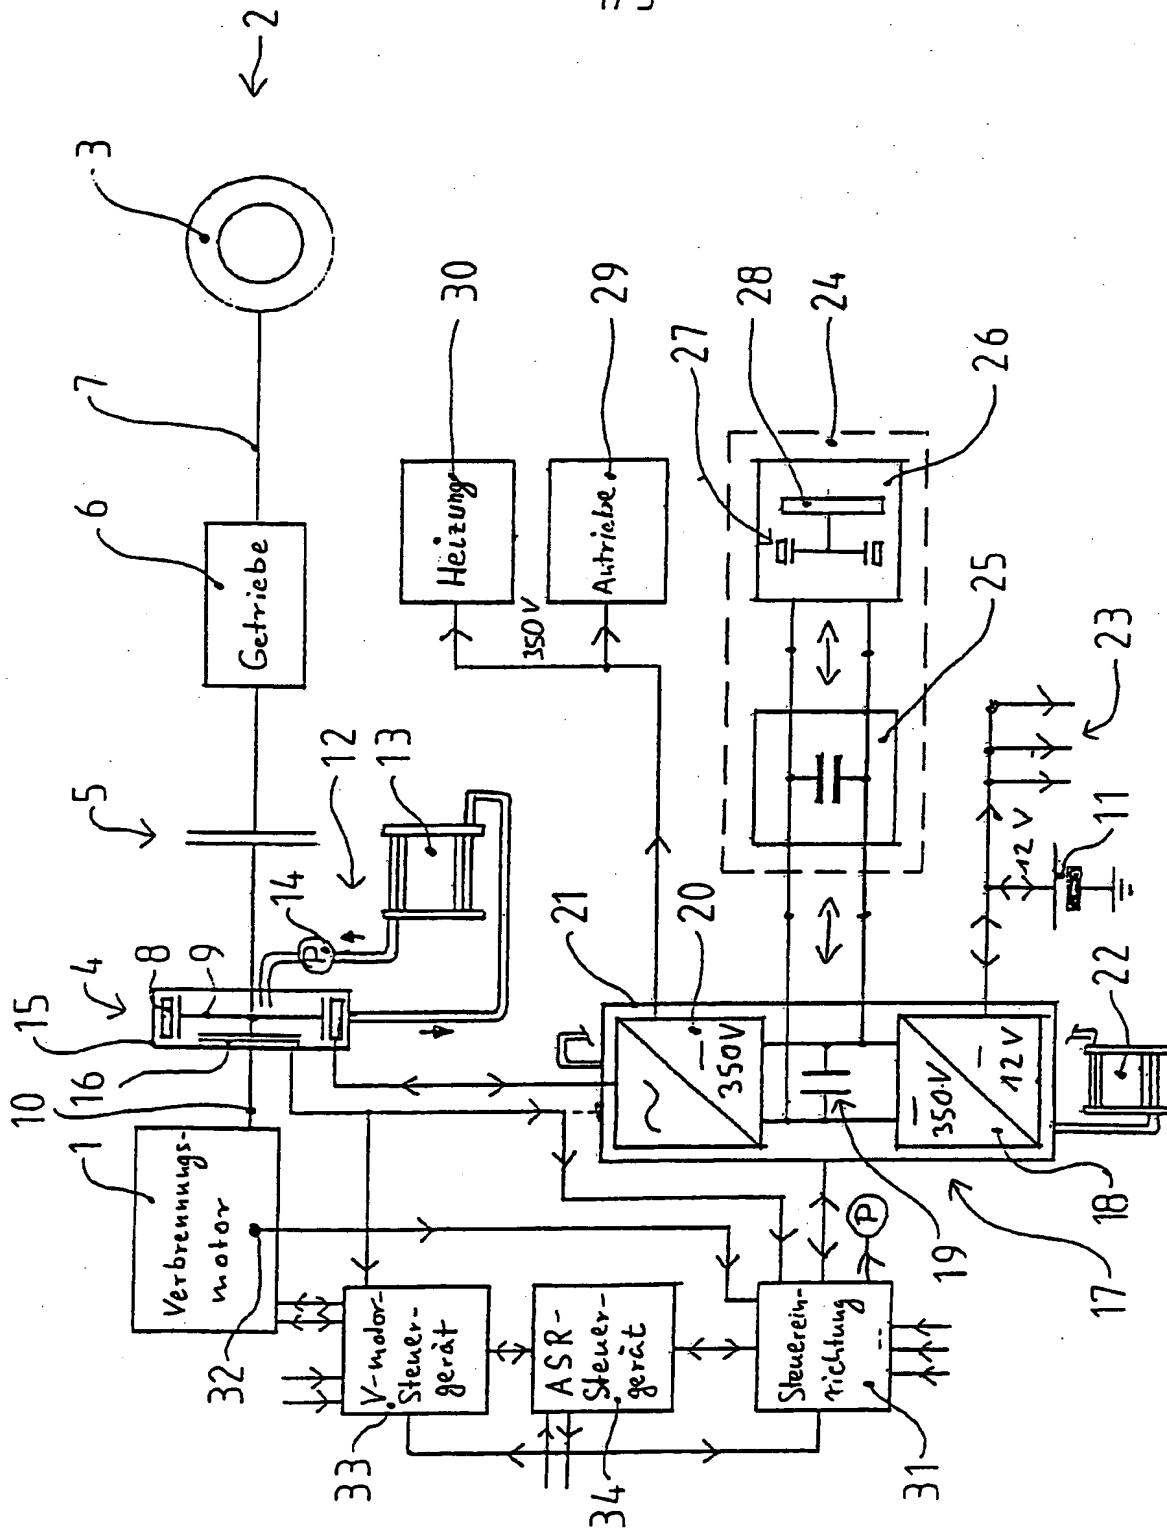 1
Verbrennungs-
motor
10
16
15
4
8
9
5
6
Getriebe
7
3
2
14
P
12
13
32
33
V-motor-
Steuer-
gerät
34
ASR-
Steuer-
gerät
31
Steuerein-
richtung
P
17
18
19
20
21
22
~
350V
350V
12V
12V
11
23
24
25
26
27
28
350V
Antriebe
29
Heizung
30